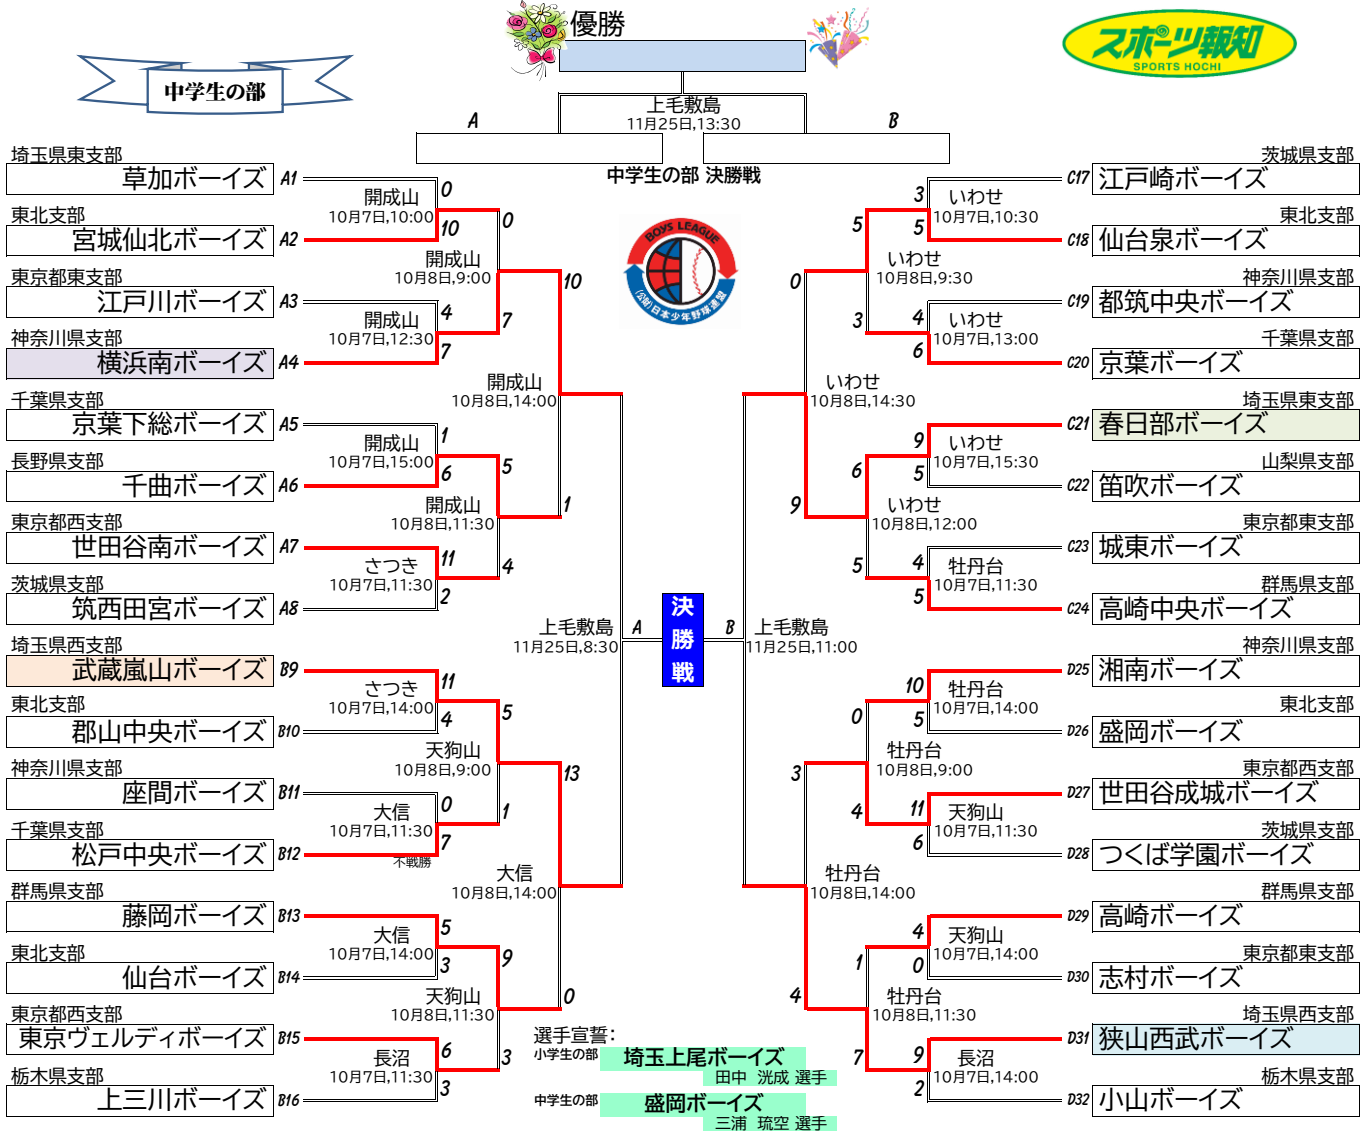 優勝
スポーツ報知
SPORTS HOCHI
中学生の部
上毛敷島
11月25日,13:30
A
B
中学生の部 決勝戦
BOYS LEAGUE
(公財)日本少年野球連盟
埼玉県東支部
草加ボーイズ A1
0
開成山
10月7日,10:00
東北支部
宮城仙北ボーイズ A2
10
0
開成山
10月8日,9:00
東京都東支部
江戸川ボーイズ A3
4
開成山
10月7日,12:30
7
神奈川県支部
横浜南ボーイズ A4
7
10
開成山
10月8日,14:00
千葉県支部
京葉下総ボーイズ A5
1
開成山
10月7日,15:00
長野県支部
千曲ボーイズ A6
6
5
開成山
10月8日,11:30
1
東京都西支部
世田谷南ボーイズ A7
11
さつき
10月7日,11:30
4
茨城県支部
筑西田宮ボーイズ A8
2
上毛敷島
11月25日,8:30
A
決
勝
戦
B
上毛敷島
11月25日,11:00
埼玉県西支部
武蔵嵐山ボーイズ B9
11
さつき
10月7日,14:00
東北支部
郡山中央ボーイズ B10
4
5
天狗山
10月8日,9:00
神奈川県支部
座間ボーイズ B11
0
大信
10月7日,11:30
1
千葉県支部
松戸中央ボーイズ B12
7
不戦勝
13
大信
10月8日,14:00
群馬県支部
藤岡ボーイズ B13
5
大信
10月7日,14:00
東北支部
仙台ボーイズ B14
3
9
天狗山
10月8日,11:30
0
東京都西支部
東京ヴェルディボーイズ B15
6
長沼
10月7日,11:30
3
栃木県支部
上三川ボーイズ B16
3
選手宣誓:
小学生の部 埼玉上尾ボーイズ
田中 洸成 選手
中学生の部 盛岡ボーイズ
三浦 琉空 選手
茨城県支部
C17 江戸崎ボーイズ
3
いわせ
10月7日,10:30
東北支部
C18 仙台泉ボーイズ
5
5
いわせ
10月8日,9:30
神奈川県支部
C19 都筑中央ボーイズ
4
いわせ
10月7日,13:00
3
千葉県支部
C20 京葉ボーイズ
6
0
いわせ
10月8日,14:30
埼玉県東支部
C21 春日部ボーイズ
9
いわせ
10月7日,15:30
山梨県支部
C22 笛吹ボーイズ
5
6
いわせ
10月8日,12:00
9
東京都東支部
C23 城東ボーイズ
4
牡丹台
10月7日,11:30
5
群馬県支部
C24 高崎中央ボーイズ
5
神奈川県支部
D25 湘南ボーイズ
10
牡丹台
10月7日,14:00
東北支部
D26 盛岡ボーイズ
5
0
牡丹台
10月8日,9:00
3
東京都西支部
D27 世田谷成城ボーイズ
11
天狗山
10月7日,11:30
4
茨城県支部
D28 つくば学園ボーイズ
6
牡丹台
10月8日,14:00
群馬県支部
D29 高崎ボーイズ
4
天狗山
10月7日,14:00
東京都東支部
D30 志村ボーイズ
0
1
牡丹台
10月8日,11:30
4
埼玉県西支部
D31 狭山西武ボーイズ
9
長沼
10月7日,14:00
7
栃木県支部
D32 小山ボーイズ
2